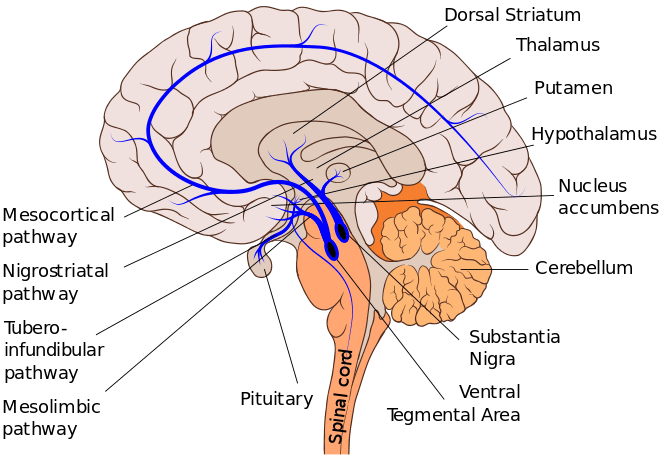 Dorsal Striatum
Thalamus
Putamen
Hypothalamus
Nucleus
accumbens
Cerebellum
Substantia
Nigra
Ventral
Tegmental Area
Spinal cord
Pituitary
Mesocortical
pathway
Nigrostriatal
pathway
Tubero-
infundibular
pathway
Mesolimbic
pathway